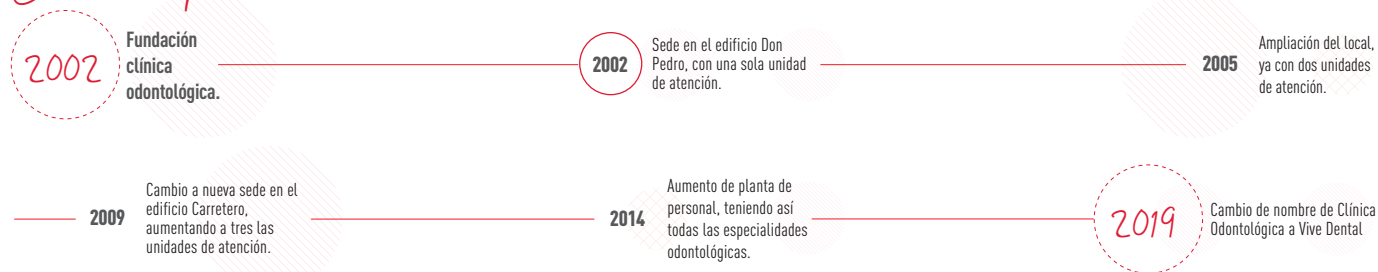 2002
Fundación
clínica
odontológica.
2002
Sede en el edificio Don
Pedro, con una sola unidad
de atención.
2005
Ampliación del local,
ya con dos unidades
de atención.
2009
Cambio a nueva sede en el
edificio Carretero,
aumentando a tres las
unidades de atención.
2014
Aumento de planta de
personal, teniendo así
todas las especialidades
odontológicas.
2019
Cambio de nombre de Clínica
Odontológica a Vive Dental